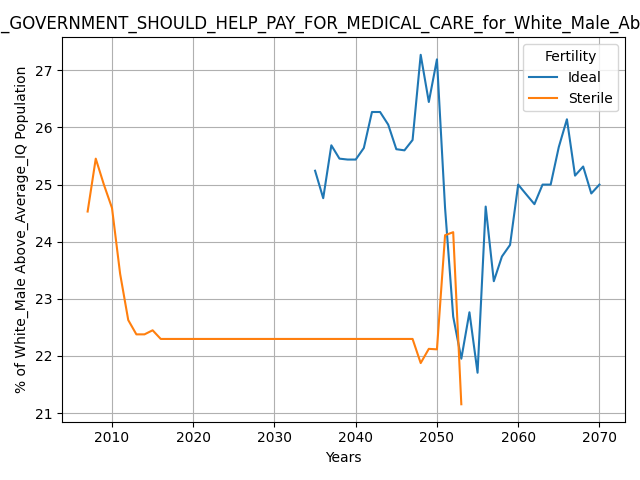 _GOVERNMENT_SHOULD_HELP_PAY_FOR_MEDICAL_CARE_for_White_Male_Ab
Fertility
Ideal
Sterile
% of White_Male Above_Average_IQ Population
27
26
25
24
23
22
21
2010 2020 2030 2040 2050 2060 2070
Years